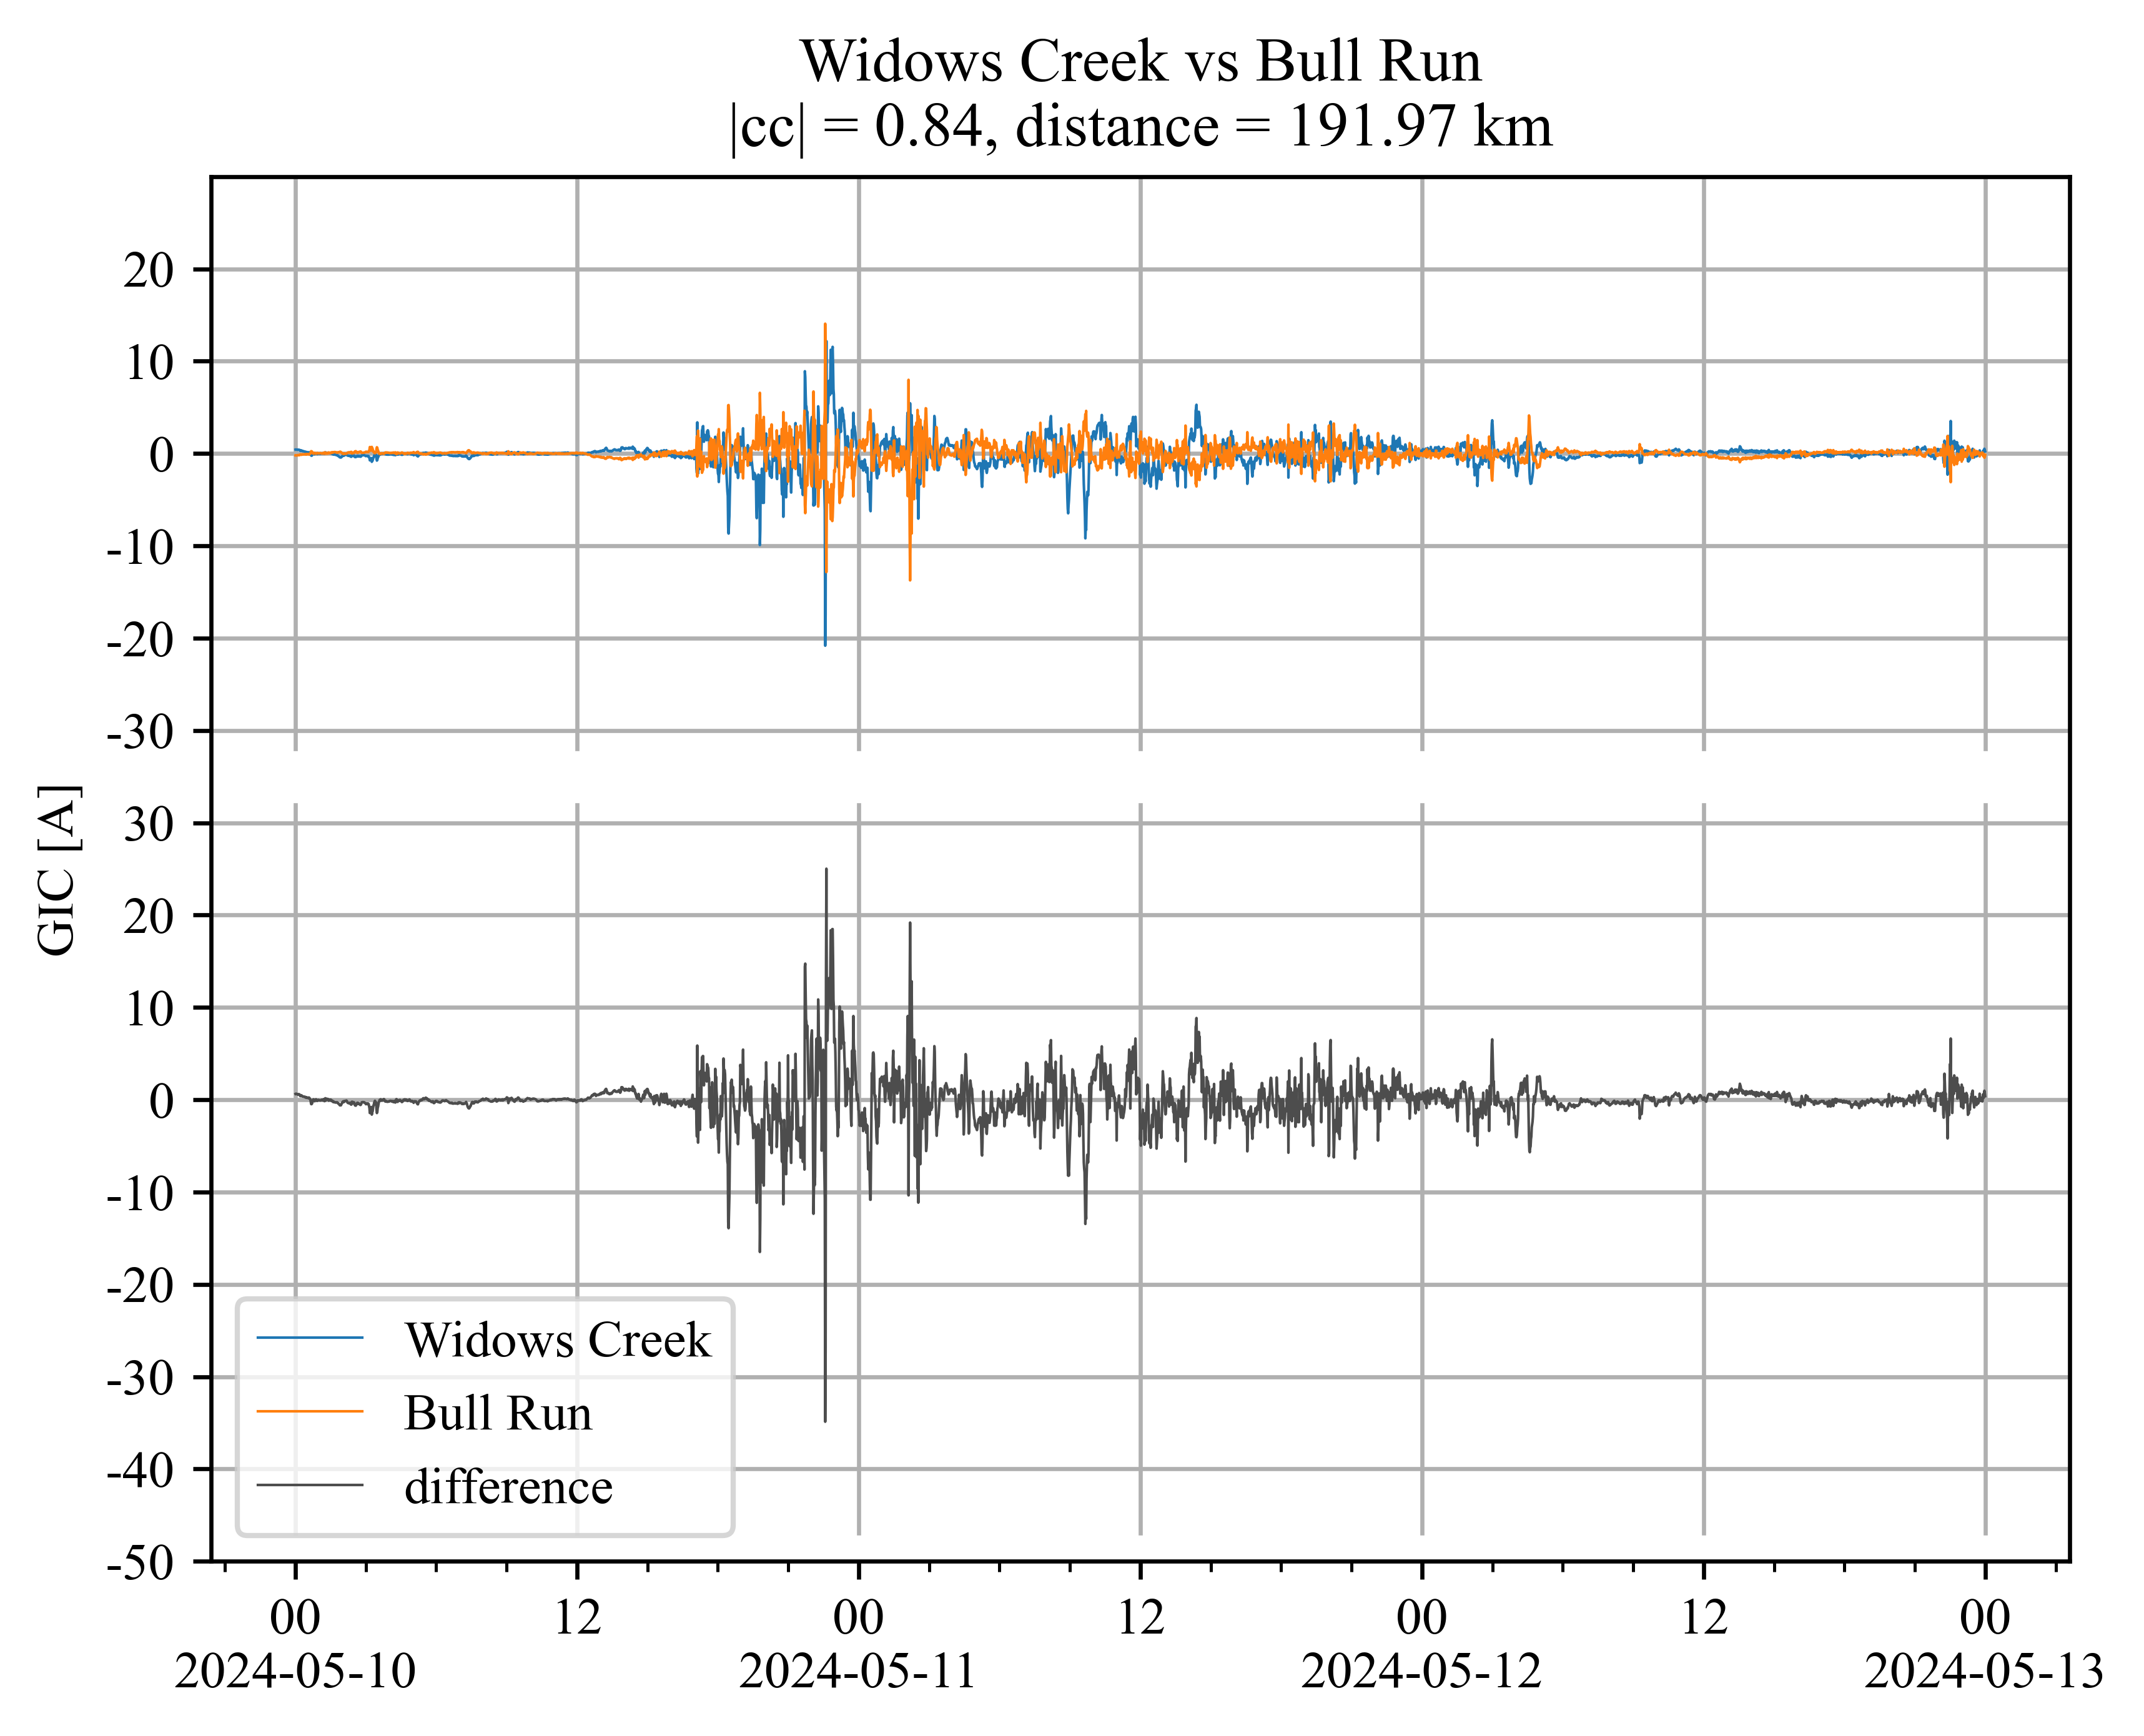 Widows Creek vs Bull Run
|cc| = 0.84, distance = 191.97 km
GIC [A]
20
10
0
-10
-20
-30
30
20
10
0
-10
-20
-30
-40
-50
Widows Creek
Bull Run
difference
00 12 00 12 00 12 00
2024-05-10 2024-05-11 2024-05-12 2024-05-13